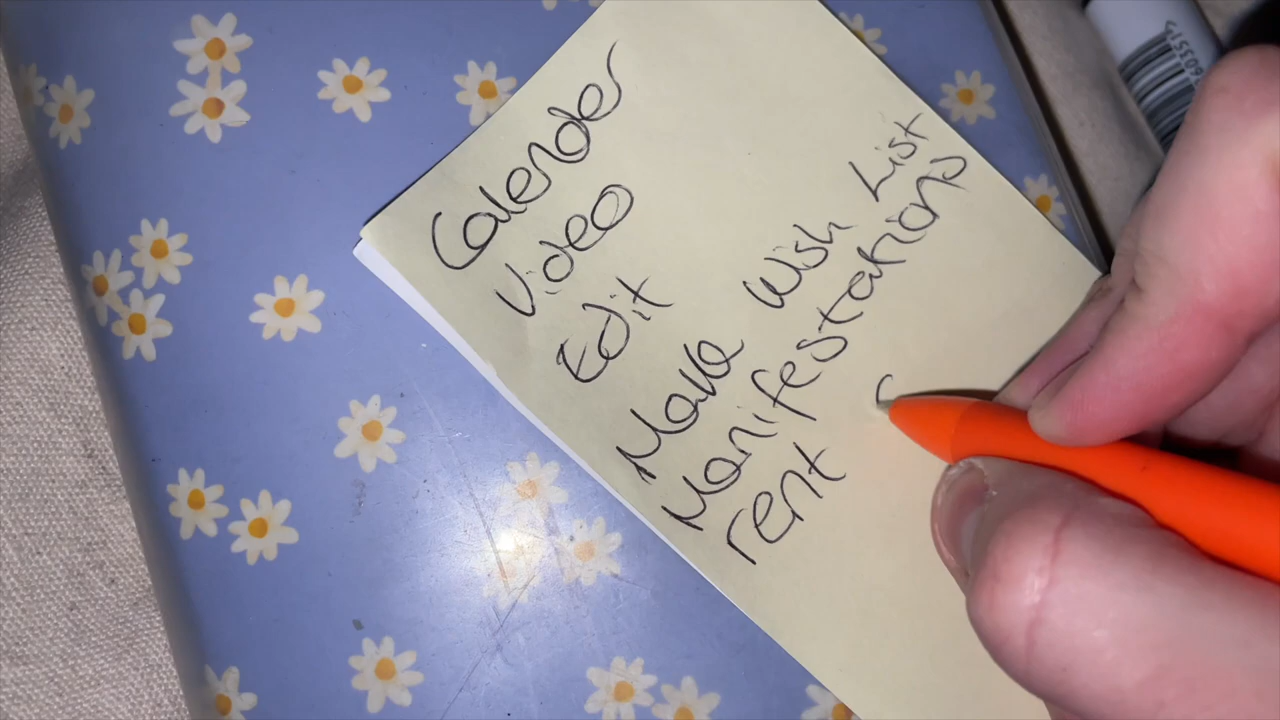 Calender
Video
Edit
Make Wish List
Manifestations
rent